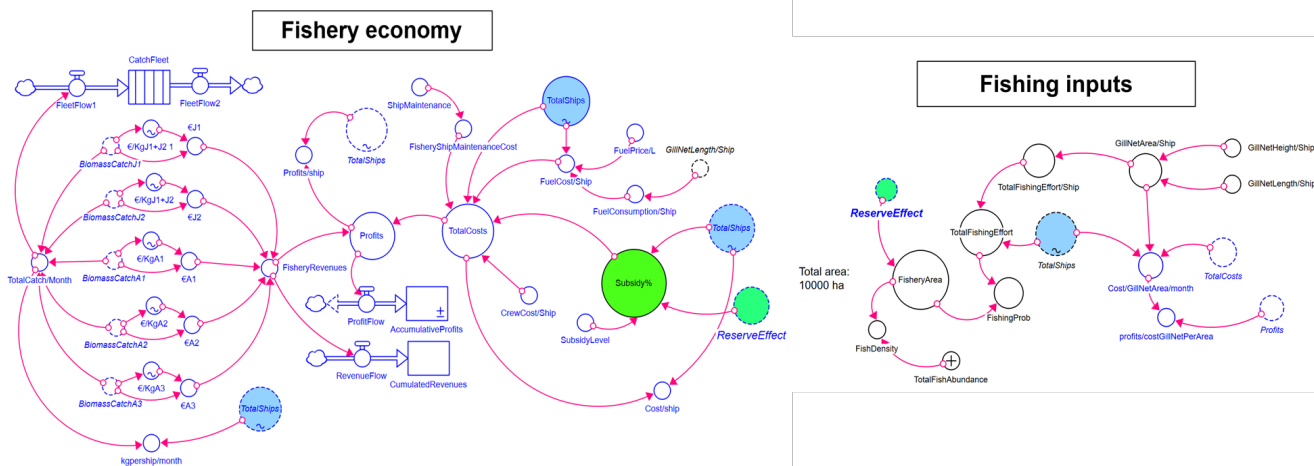 Fishery economy
CatchFleet
FleetFlow1
FleetFlow2
€J1
€/KgJ1+J2 1
BiomassCatchJ1
€/KgJ1+J2
€J2
BiomassCatchJ2
€/KgA1
€A1
BiomassCatchA1
TotalCatch/Month
€/KgA2
€A2
BiomassCatchA2
€/KgA3
€A3
BiomassCatchA3
TotalShips
kgpership/month
FisheryRevenues
Profits/ship
TotalShips
Profits
ProfitFlow
AccumulativeProfits
±
RevenueFlow
CumulatedRevenues
ShipMaintenance
FisheryShipMaintenanceCost
TotalShips
FuelPrice/L
GillNetLength/Ship
FuelCost/Ship
FuelConsumption/Ship
TotalCosts
TotalShips
Subsidy%
CrewCost/Ship
SubsidyLevel
ReserveEffect
Cost/ship
Fishing inputs
GillNetArea/Ship
GillNetHeight/Ship
GillNetLength/Ship
TotalFishingEffort/Ship
ReserveEffect
TotalFishingEffort
TotalShips
Total area:
10000 ha
FisheryArea
TotalCosts
Cost/GillNetArea/month
FishingProb
Profits
profits/costGillNetPerArea
FishDensity
TotalFishAbundance